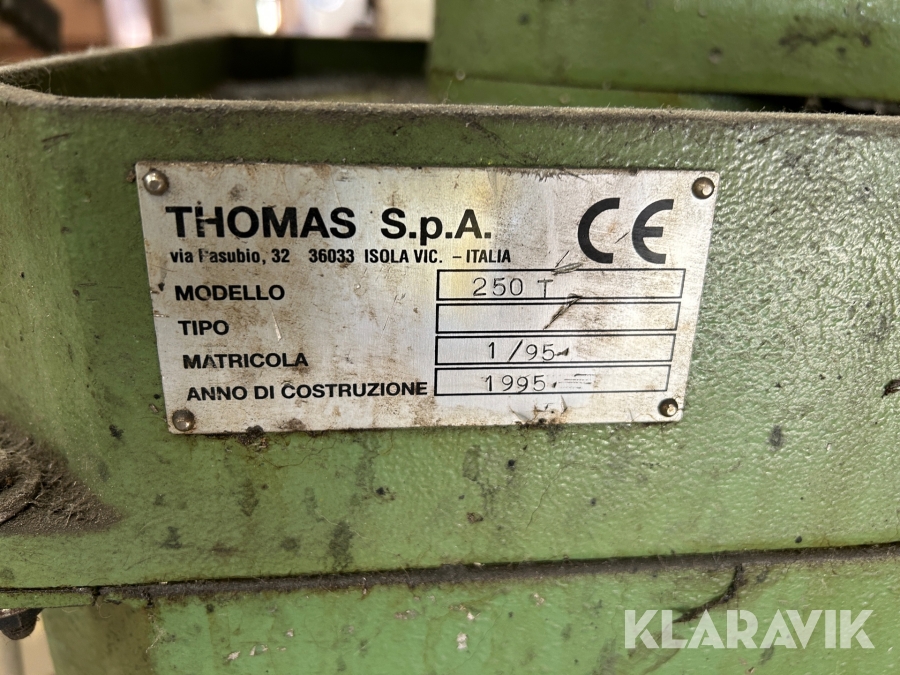 THOMAS S.p.A. CE
via Pasubio, 32 36033 ISOLA VIC. - ITALIA
MODELLO 250 T
TIPO
MATRICOLA 1/95
ANNO DI COSTRUZIONE 1995
KLARAVIK